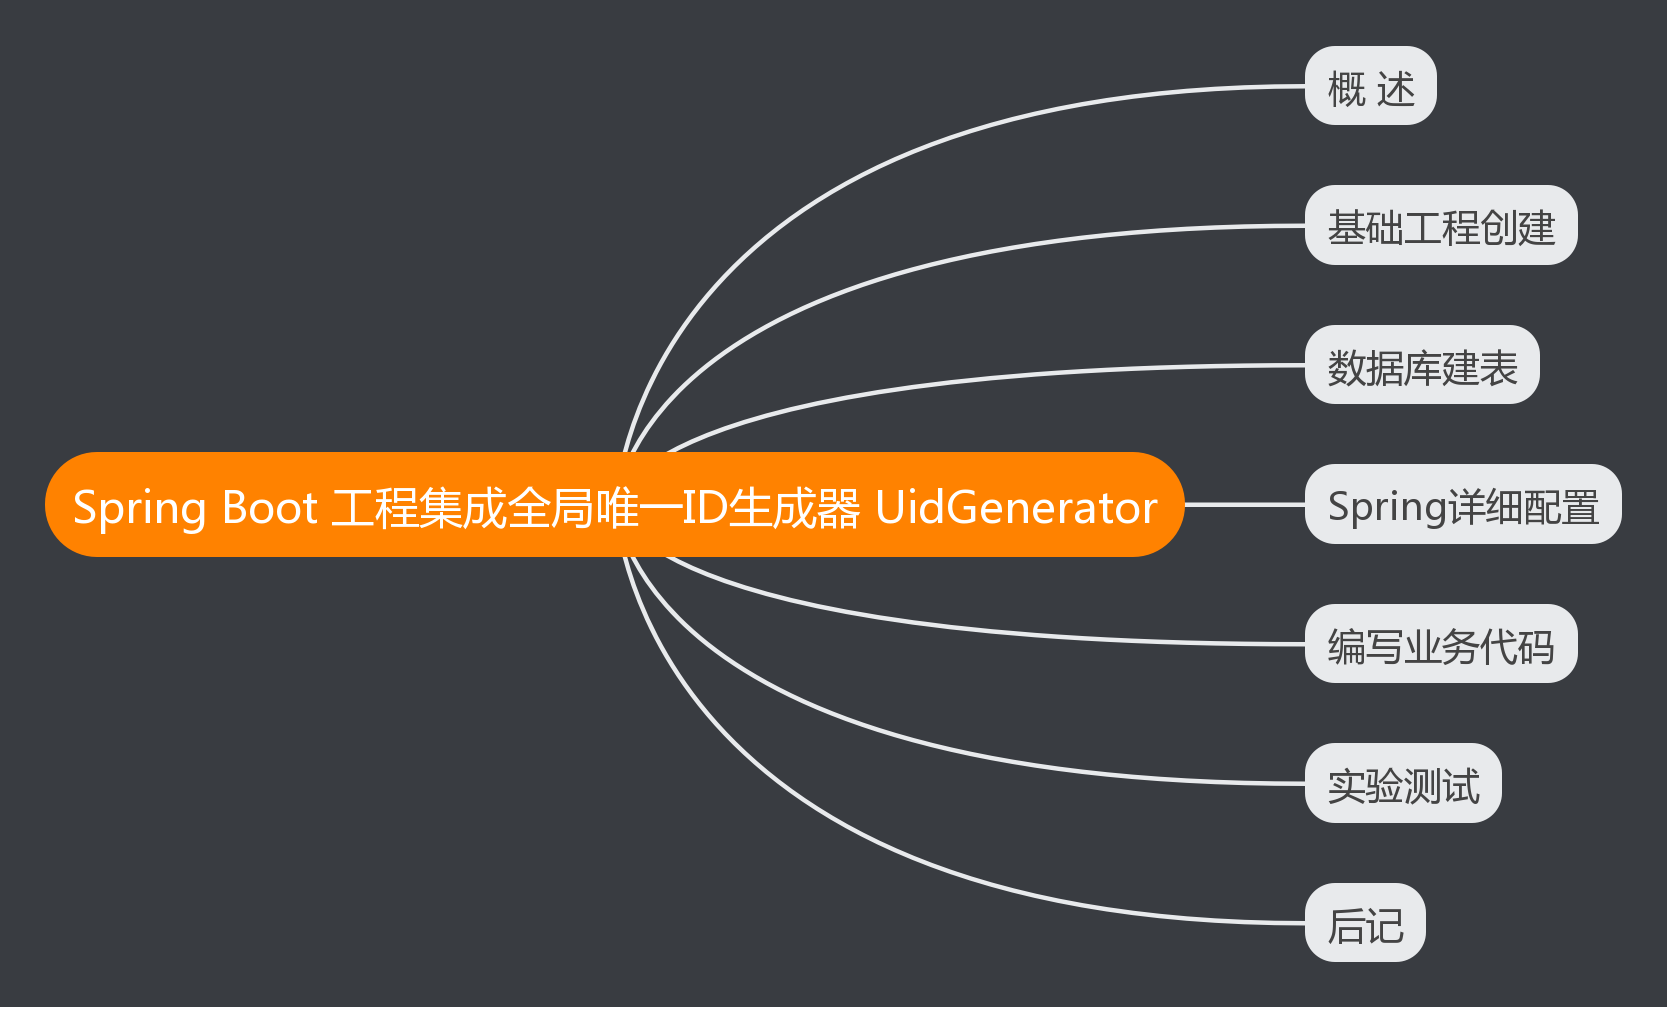 概 述
基础工程创建
数据库建表
Spring Boot 工程集成全局唯一ID生成器 UidGenerator
Spring详细配置
编写业务代码
实验测试
后记